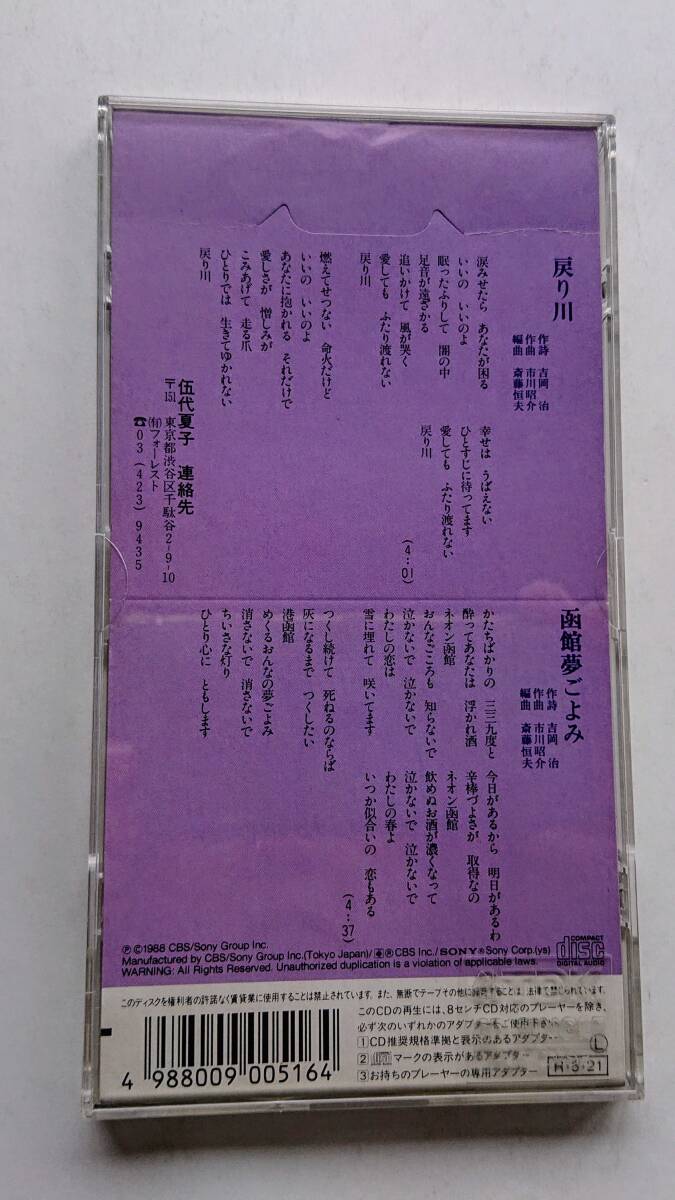 戻り川
作詩 吉岡 治
作曲 市川昭介
編曲 斎藤恒夫
涙みせたら あなたが困る
いいの いいのよ
眠ったふりして 闇の中
足音が遠ざかる
追いかけて 風が哭く
愛しても ふたり渡れない
戻り川
燃えてせつない 命火だけど
いいの いいのよ
あなたに抱かれる それだけで
愛しさが 憎しみが
こみあげて 走る爪
ひとりでは 生きてゆかれない
戻り川
幸せは うばえない
ひとすじに待ってます
愛しても ふたり渡れない
戻り川
(4:01)
伍代夏子 連絡先
〒151 東京都渋谷区千駄谷2-9-10
㈲フォーレスト
☎03(423)9435
函館夢ごよみ
作詩 吉岡 治
作曲 市川昭介
編曲 斎藤恒夫
かたちばかりの 三三九度と
酔ってあなたは 浮かれ酒
ネオン函館
おんなごころも 知らないで
泣かないで 泣かないで
わたしの恋は
雪に埋れて 咲いてます
つくし続けて 死ねるのならば
灰になるまで つくしたい
港函館
めくるおんなの夢ごよみ
消さないで 消さないで
ちいさな灯り
ひとり心に ともします
今日があるから 明日があるわ
辛棒づよさが 取得なの
ネオン函館
飲めぬお酒が濃くなって
泣かないで 泣かないで
わたしの春よ
いつか似合いの 恋もある
(4:37)
Ⓟ©1988 CBS/Sony Group Inc.
Manufactured by CBS/Sony Group Inc.(Tokyo Japan)/ ® CBS Inc./SONY® Sony Corp.(ys)
WARNING: All Rights Reserved. Unauthorized duplication is a violation of applicable laws.
COMPACT
disc
DIGITAL AUDIO
このディスクを権利者の許諾なく賃貸業に使用することは禁止されています。また、無断でテープその他に録音することは、法律で禁じられています。
このCDの再生には、8センチCD対応のプレーヤーを除き、
必ず次のいずれかのアダプターをご使用下さい。
①CD推奨規格準拠と表示のあるアダプター
②マークの表示があるアダプター
③お持ちのプレーヤーの専用アダプター
Ⓛ
H·5·21
4 988009 005164